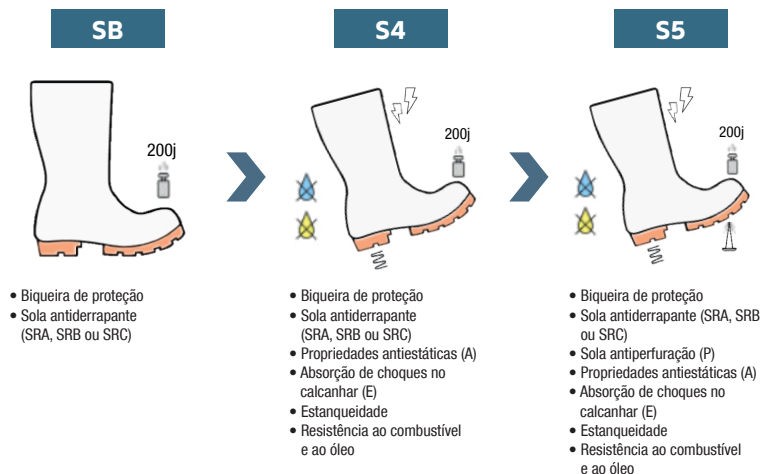 SB
200j
• Biqueira de proteção
• Sola antiderrapante
(SRA, SRB ou SRC)
S4
200j
• Biqueira de proteção
• Sola antiderrapante
(SRA, SRB ou SRC)
• Propriedades antiestáticas (A)
• Absorção de choques no
calcanhar (E)
• Estanqueidade
• Resistência ao combustível
e ao óleo
S5
200j
• Biqueira de proteção
• Sola antiderrapante (SRA, SRB
ou SRC)
• Sola antiperfuração (P)
• Propriedades antiestáticas (A)
• Absorção de choques no
calcanhar (E)
• Estanqueidade
• Resistência ao combustível
e ao óleo